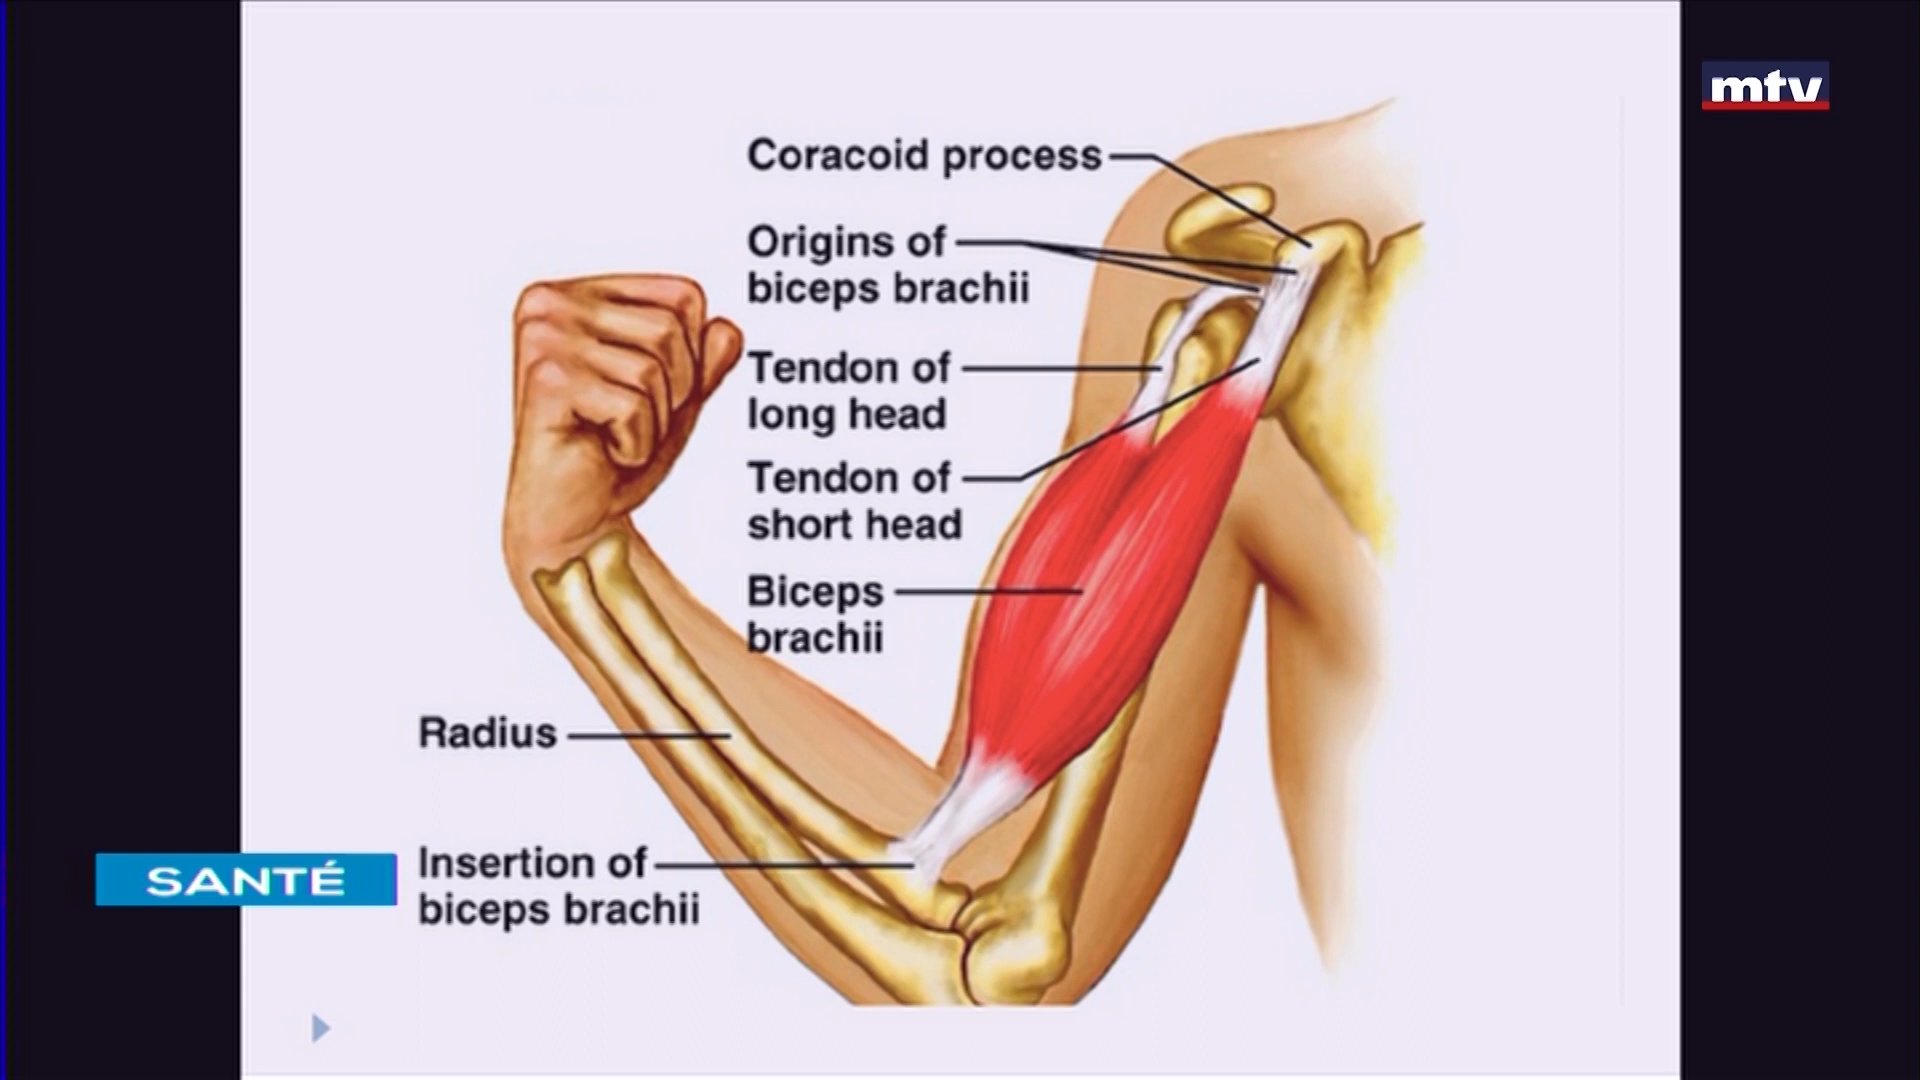 mtv
Coracoid process
Origins of
biceps brachii
Tendon of
long head
Tendon of
short head
Biceps
brachii
Radius
Insertion of
biceps brachii
SANTÉ